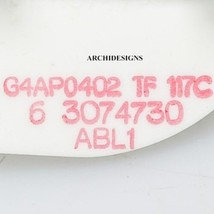 ARCHIDESIGNS
G4AP0402 TF 117C
6 3074730
ABL1